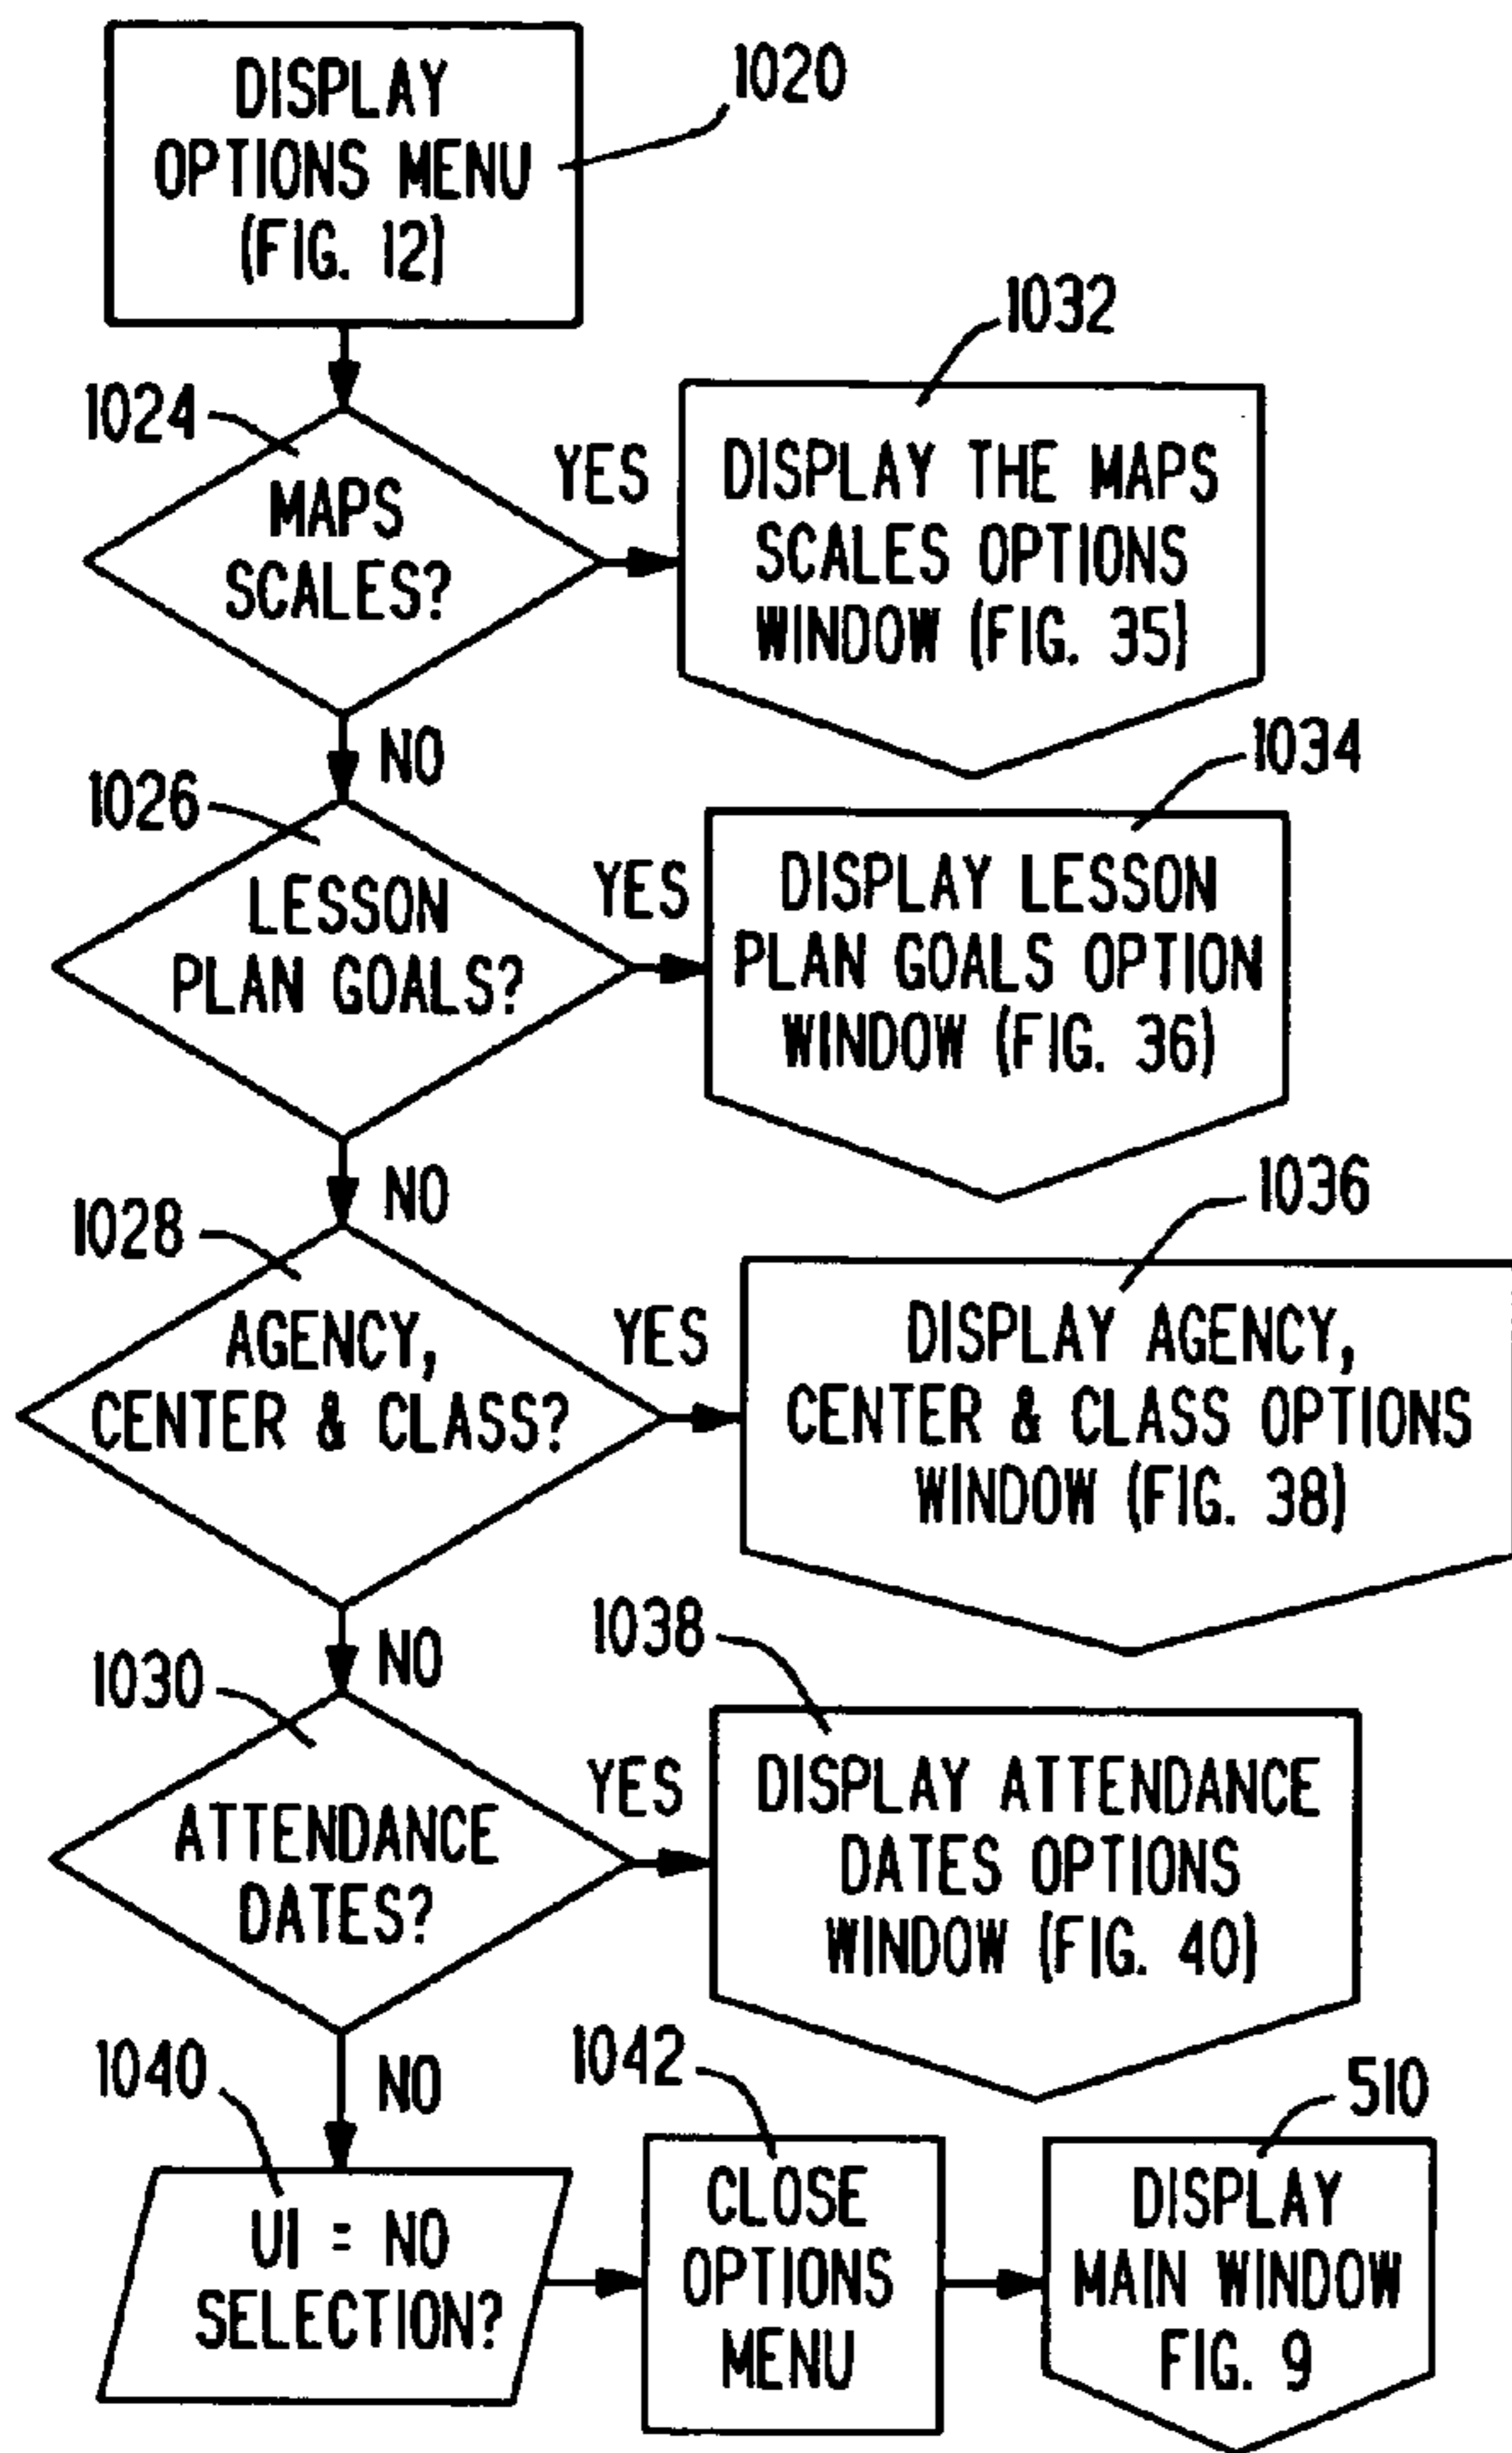 DISPLAY
OPTIONS MENU
(FIG. 12)
1020
1024
MAPS
SCALES?
YES
1032
DISPLAY THE MAPS
SCALES OPTIONS
WINDOW (FIG. 35)
NO
1026
LESSON
PLAN GOALS?
YES
1034
DISPLAY LESSON
PLAN GOALS OPTION
WINDOW (FIG. 36)
NO
1028
AGENCY,
CENTER & CLASS?
YES
1036
DISPLAY AGENCY,
CENTER & CLASS OPTIONS
WINDOW (FIG. 38)
NO
1030
ATTENDANCE
DATES?
YES
1038
DISPLAY ATTENDANCE
DATES OPTIONS
WINDOW (FIG. 40)
NO
1040
UI = NO
SELECTION?
1042
CLOSE
OPTIONS
MENU
510
DISPLAY
MAIN WINDOW
FIG. 9